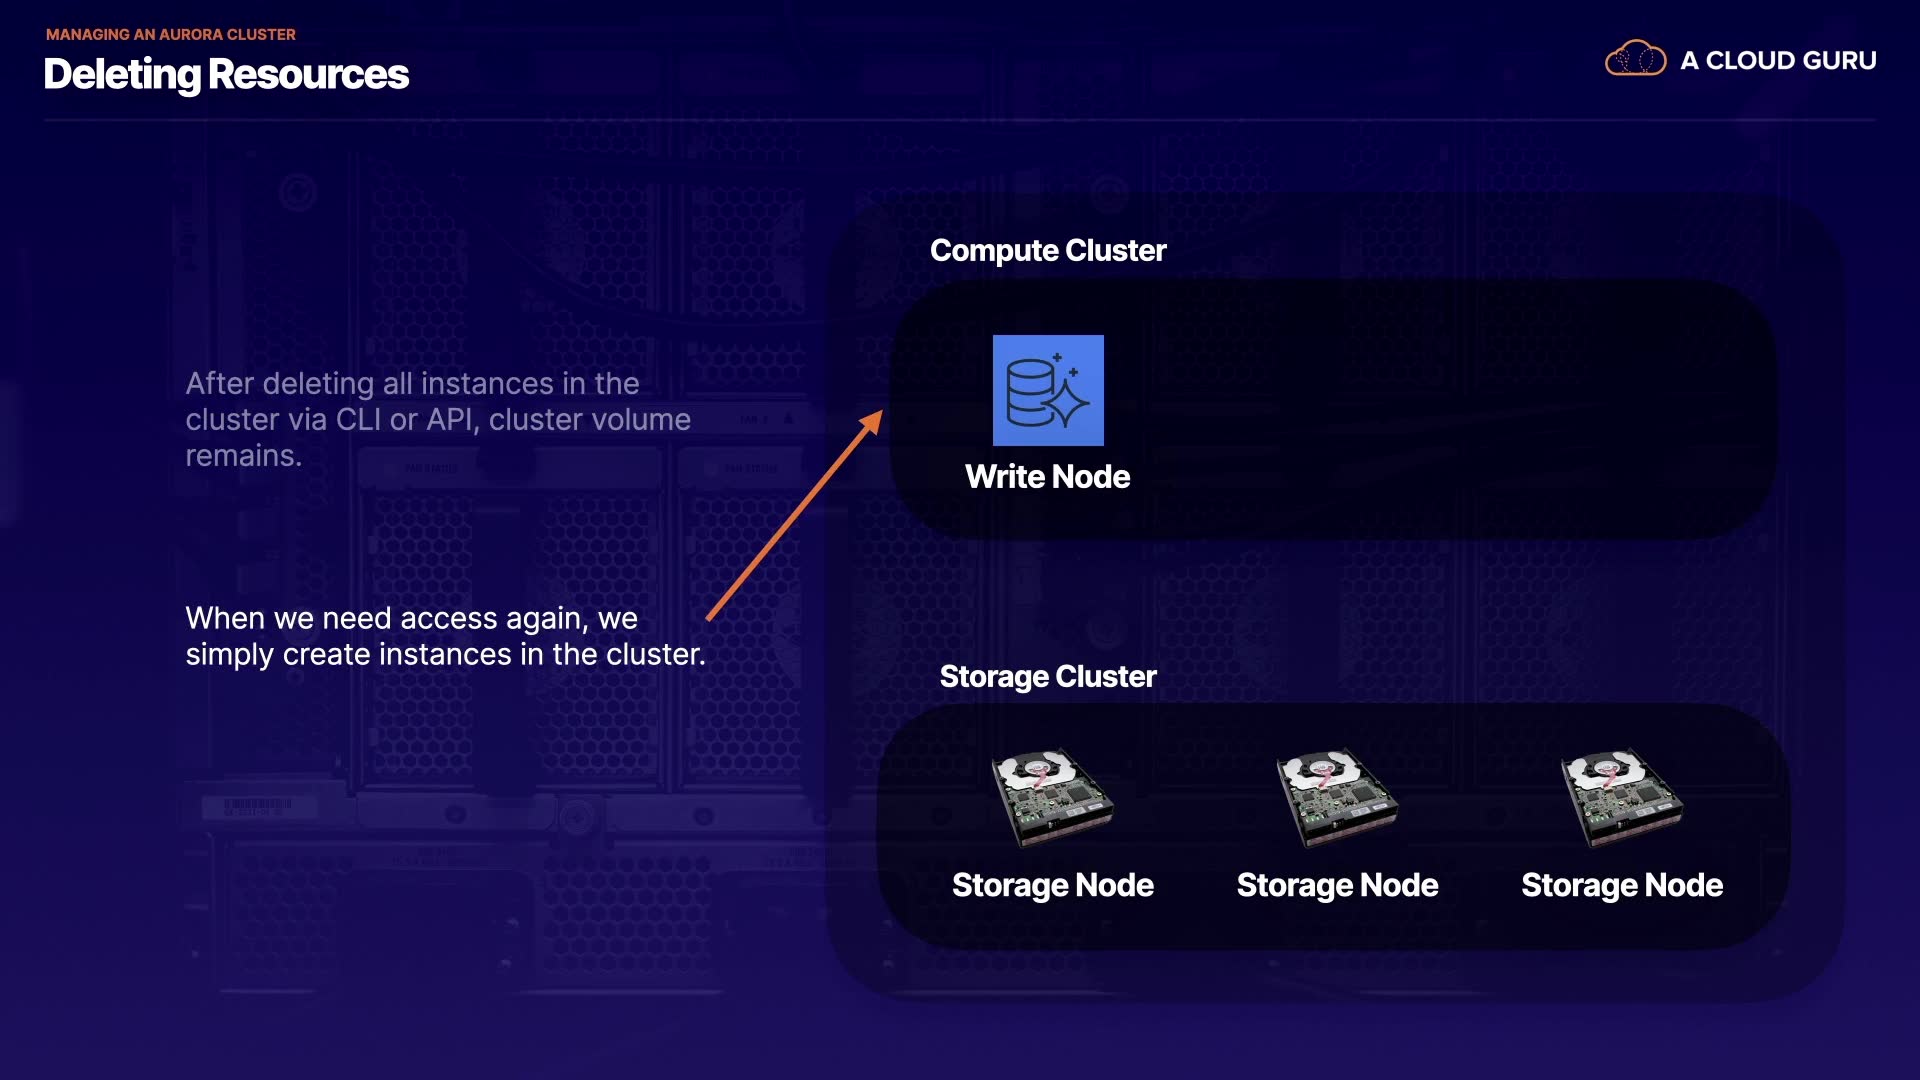 MANAGING AN AURORA CLUSTER
Deleting Resources
A CLOUD GURU
After deleting all instances in the
cluster via CLI or API, cluster volume
remains.
When we need access again, we
simply create instances in the cluster.
Compute Cluster
Write Node
Storage Cluster
Storage Node
Storage Node
Storage Node